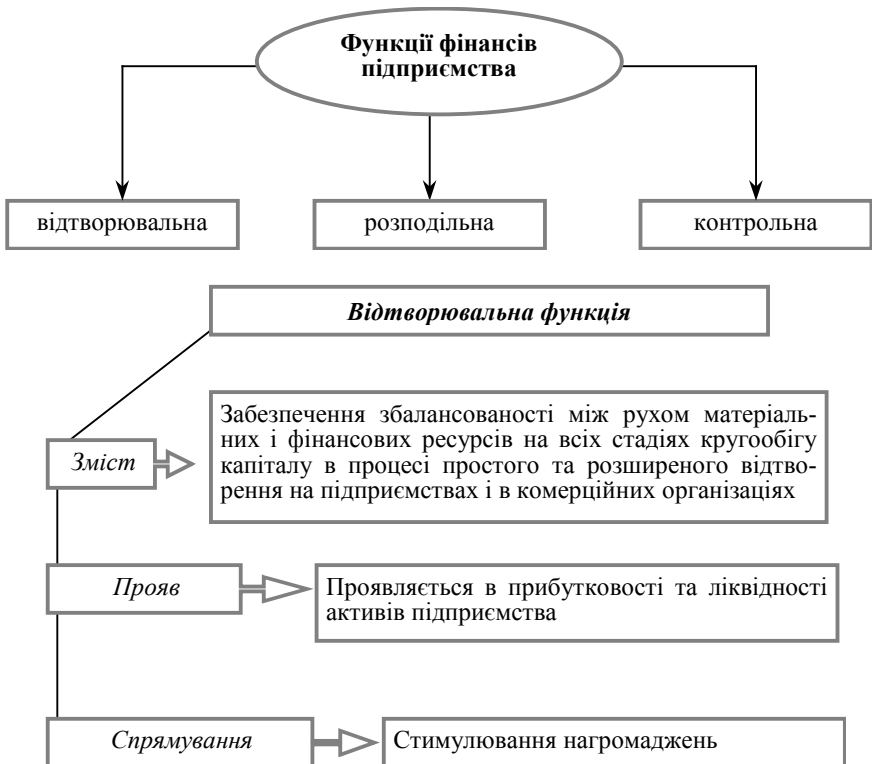 Функції фінансів
підприємства
відтворювальна
розподільна
контрольна
Відтворювальна функція
Зміст
Забезпечення збалансованості між рухом матеріаль-
них і фінансових ресурсів на всіх стадіях кругообігу
капіталу в процесі простого та розширеного відтво-
рення на підприємствах і в комерційних організаціях
Прояв
Проявляється в прибутковості та ліквідності
активів підприємства
Спрямування
Стимулювання нагромаджень